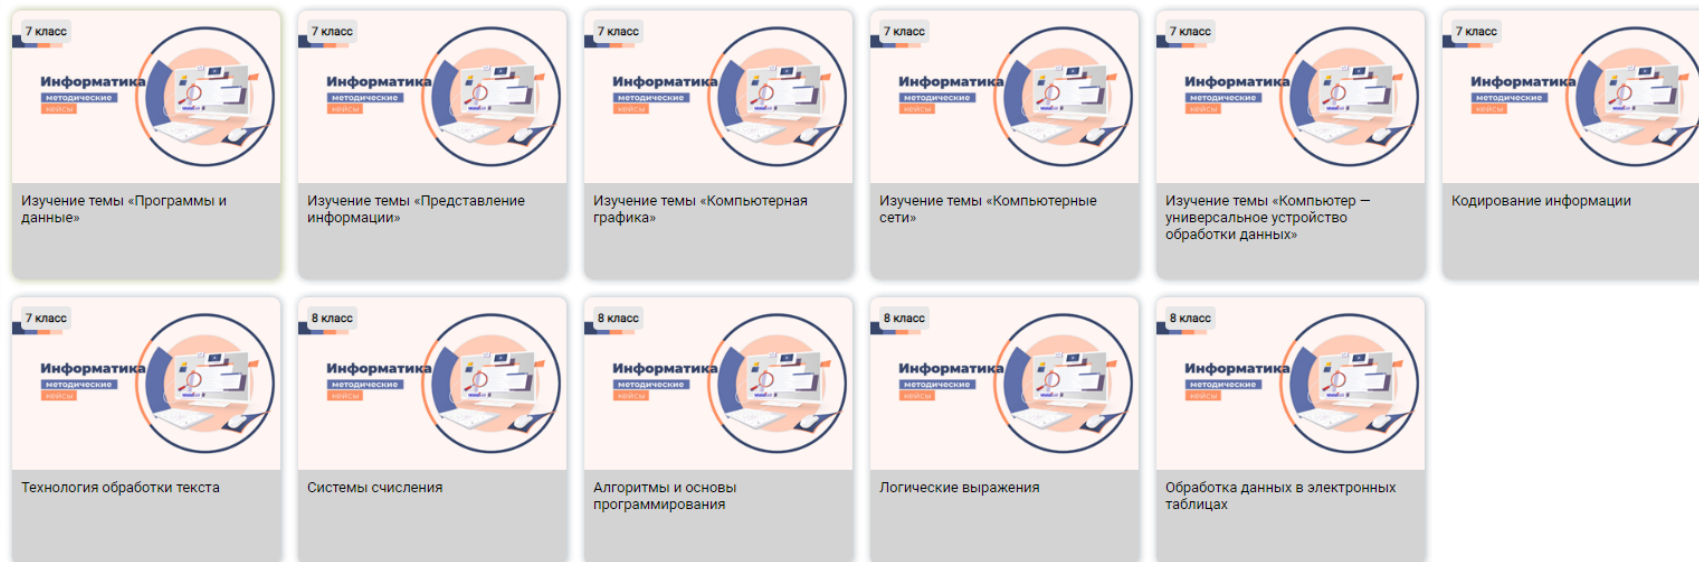 7 класс
Информатика
методические
кейсы
Изучение темы «Программы и
данные»
7 класс
Информатика
методические
кейсы
Изучение темы «Представление
информации»
7 класс
Информатика
методические
кейсы
Изучение темы «Компьютерная
графика»
7 класс
Информатика
методические
кейсы
Изучение темы «Компьютерные
сети»
7 класс
Информатика
методические
кейсы
Изучение темы «Компьютер —
универсальное устройство
обработки данных»
7 класс
Информатика
методические
кейсы
Кодирование информации
7 класс
Информатика
методические
кейсы
Технология обработки текста
8 класс
Информатика
методические
кейсы
Системы счисления
8 класс
Информатика
методические
кейсы
Алгоритмы и основы
программирования
8 класс
Информатика
методические
кейсы
Логические выражения
8 класс
Информатика
методические
кейсы
Обработка данных в электронных
таблицах